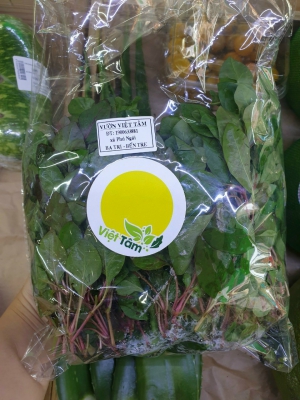 VƯỜN VIỆT TÂM
xã Phú Ngãi
BA TRI - BẾN TRE
Việt Tâm